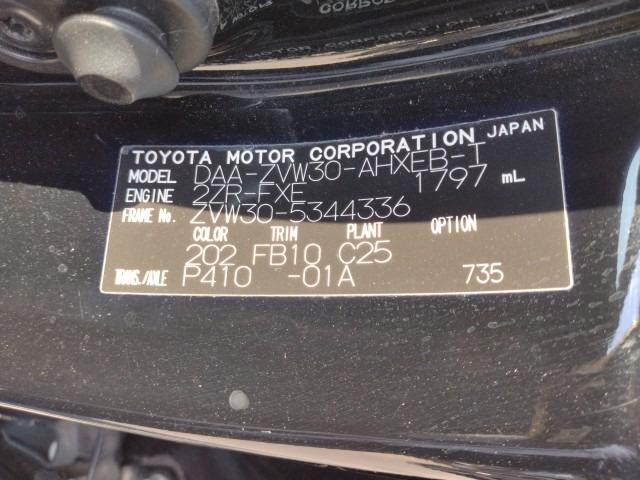 TOYOTA MOTOR CORPORATION JAPAN
MODEL DAA-ZVW30-AHXEB-T
ENGINE 2ZR-FXE 1797 mL
FRAME No. ZVW30-5344336
COLOR TRIM PLANT OPTION
202 FB10 C25
TRANS./AXLE P410 -01A 735